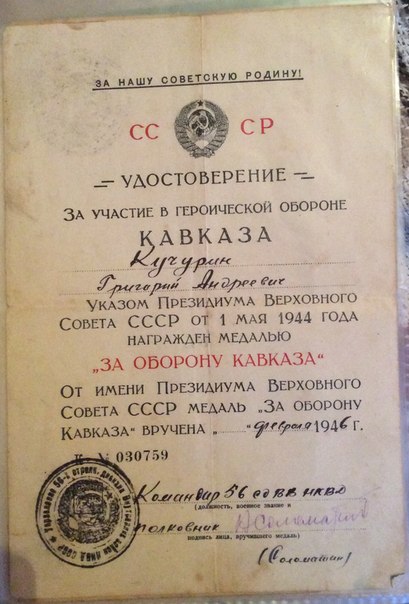 ЗА НАШУ СОВЕТСКУЮ РОДИНУ!
СС СР
УДОСТОВЕРЕНИЕ
ЗА УЧАСТИЕ В ГЕРОИЧЕСКОЙ ОБОРОНЕ
КАВКАЗА
Кучурин
Григорий Андреевич
УКАЗОМ ПРЕЗИДИУМА ВЕРХОВНОГО
СОВЕТА СССР ОТ 1 МАЯ 1944 ГОДА
НАГРАЖДЕН МЕДАЛЬЮ
„ЗА ОБОРОНУ КАВКАЗА“
ОТ ИМЕНИ ПРЕЗИДИУМА ВЕРХОВНОГО
СОВЕТА СССР МЕДАЛЬ „ЗА ОБОРОНУ
КАВКАЗА“ ВРУЧЕНА „ “ февраля 1946 г.
№ 030759
Командир 56 сд ВВ НКВД
(должность, воинское звание и
полковник Соломатин
подпись лица, вручившего медаль)
(Соломатин)